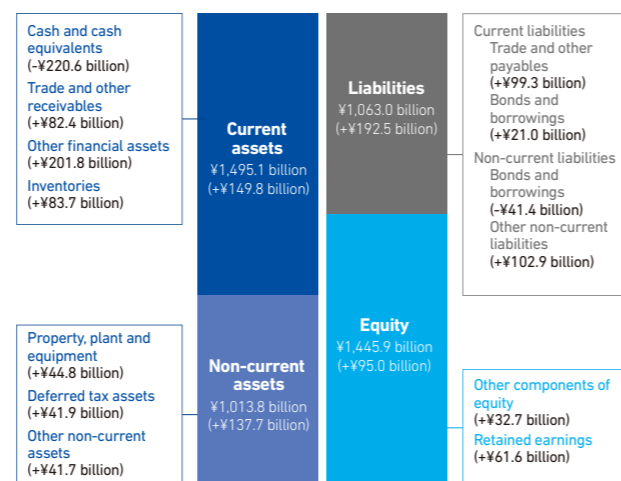 Cash and cash
equivalents
(-¥220.6 billion)
Trade and other
receivables
(+¥82.4 billion)
Other financial assets
(+¥201.8 billion)
Inventories
(+¥83.7 billion)
Current
assets
¥1,495.1 billion
(+¥149.8 billion)
Liabilities
¥1,063.0 billion
(+¥192.5 billion)
Current liabilities
Trade and other
payables
(+¥99.3 billion)
Bonds and
borrowings
(+¥21.0 billion)
Non-current liabilities
Bonds and
borrowings
(-¥41.4 billion)
Other non-current
liabilities
(+¥102.9 billion)
Property, plant and
equipment
(+¥44.8 billion)
Deferred tax assets
(+¥41.9 billion)
Other non-current
assets
(+¥41.7 billion)
Non-current
assets
¥1,013.8 billion
(+¥137.7 billion)
Equity
¥1,445.9 billion
(+¥95.0 billion)
Other components of
equity
(+¥32.7 billion)
Retained earnings
(+¥61.6 billion)